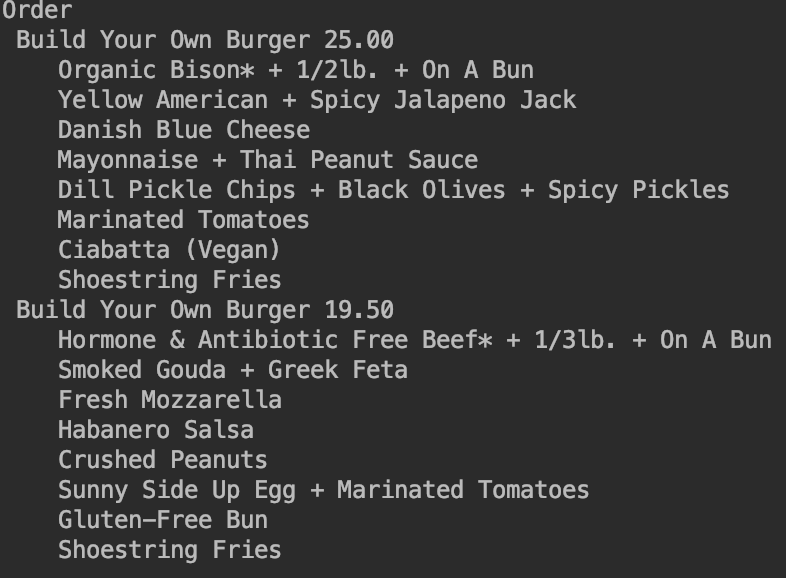 Order
Build Your Own Burger 25.00
Organic Bison* + 1/2lb. + On A Bun
Yellow American + Spicy Jalapeno Jack
Danish Blue Cheese
Mayonnaise + Thai Peanut Sauce
Dill Pickle Chips + Black Olives + Spicy Pickles
Marinated Tomatoes
Ciabatta (Vegan)
Shoestring Fries
Build Your Own Burger 19.50
Hormone & Antibiotic Free Beef* + 1/3lb. + On A Bun
Smoked Gouda + Greek Feta
Fresh Mozzarella
Habanero Salsa
Crushed Peanuts
Sunny Side Up Egg + Marinated Tomatoes
Gluten-Free Bun
Shoestring Fries